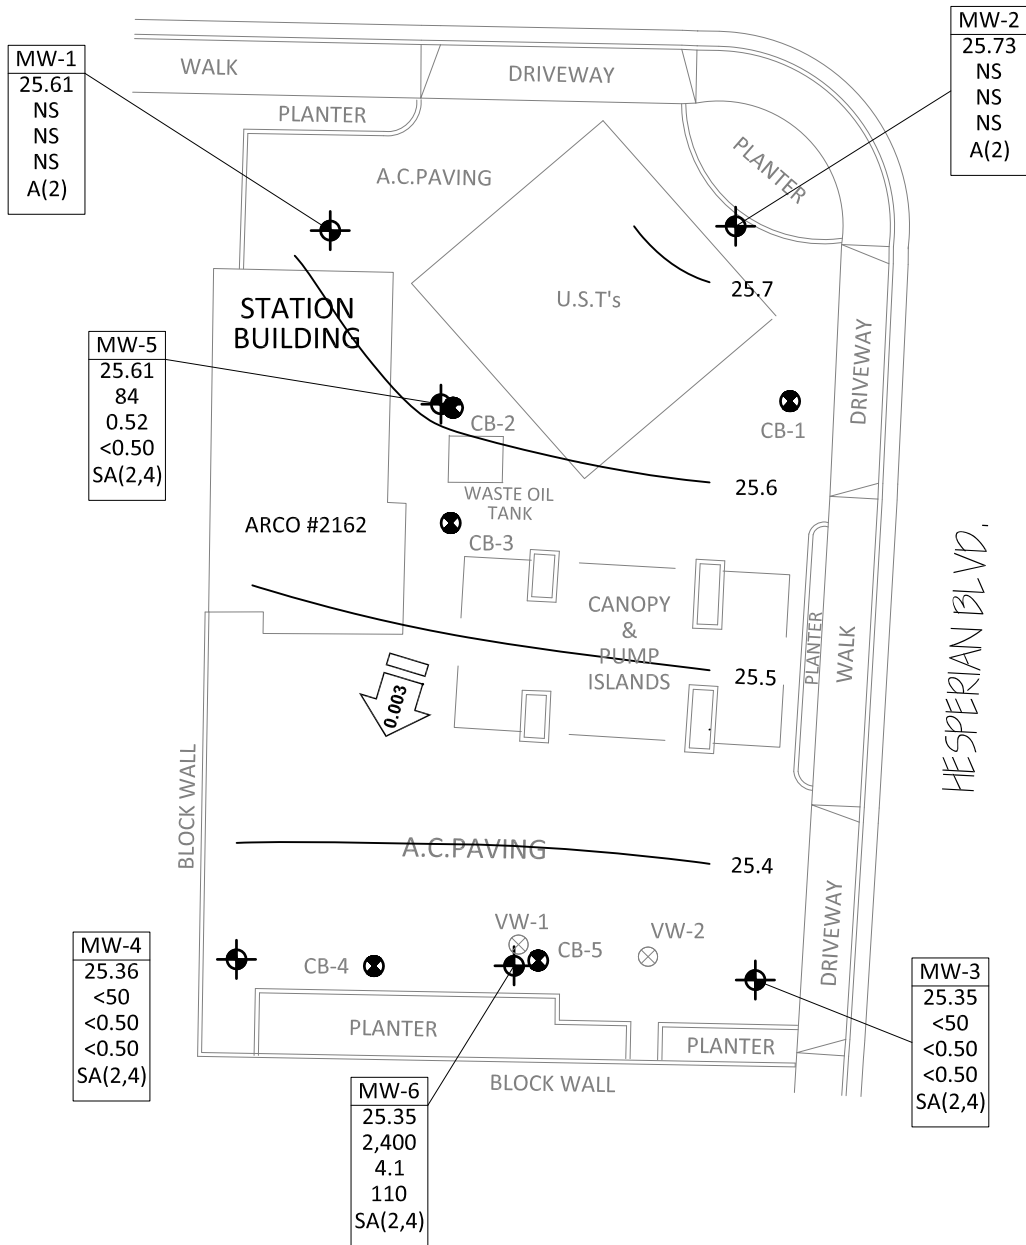 MW-1
25.61
NS
NS
NS
A(2)
MW-2
25.73
NS
NS
NS
A(2)
WALK
DRIVEWAY
PLANTER
PLANTER
A.C.PAVING
U.S.T's
25.7
STATION
BUILDING
DRIVEWAY
MW-5
25.61
84
0.52
<0.50
SA(2,4)
CB-2
CB-1
25.6
WASTE OIL
TANK
ARCO #2162
CB-3
CANOPY
&
PUMP
ISLANDS
PLANTER
WALK
HESPERIAN BLVD.
25.5
0.003
BLOCK WALL
A.C.PAVING
25.4
DRIVEWAY
VW-1
VW-2
CB-4
CB-5
MW-4
25.36
<50
<0.50
<0.50
SA(2,4)
MW-3
25.35
<50
<0.50
<0.50
SA(2,4)
PLANTER
PLANTER
BLOCK WALL
MW-6
25.35
2,400
4.1
110
SA(2,4)